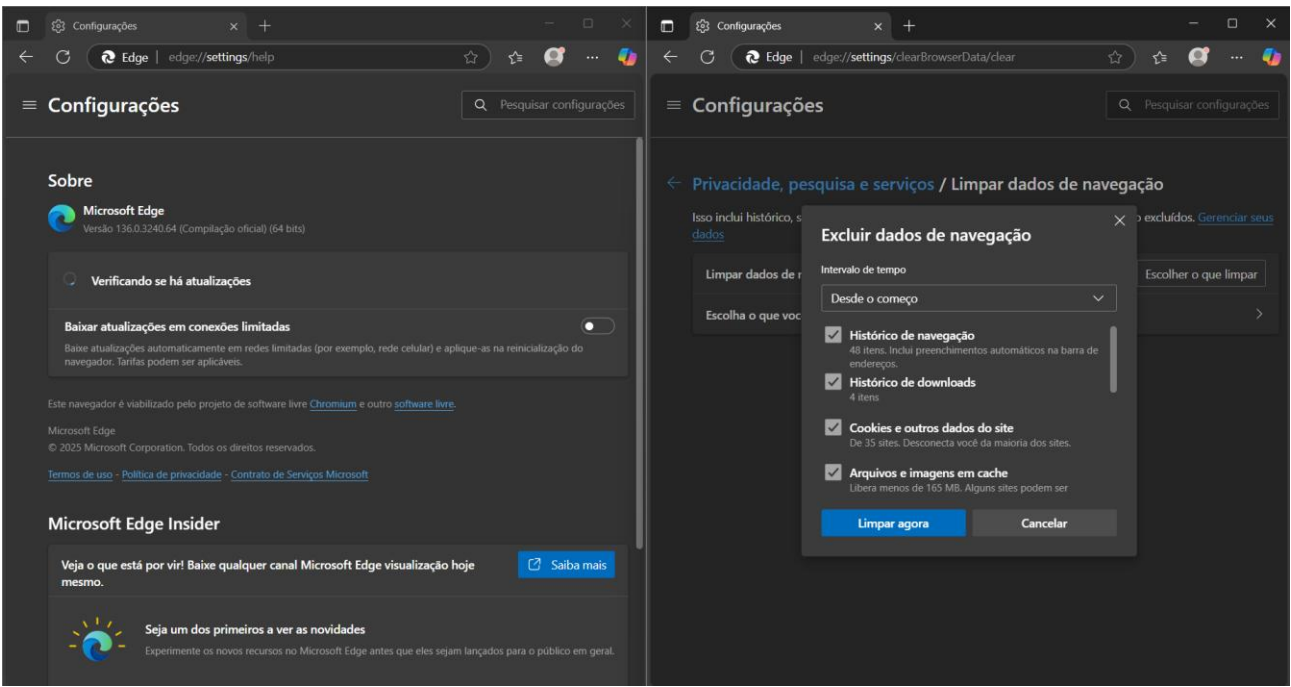 Configurações
Edge | edge://settings/help
Configurações
Pesquisar configurações
Sobre
Microsoft Edge
Versão 136.0.3240.64 (Compilação oficial) (64 bits)
Verificando se há atualizações
Baixar atualizações em conexões limitadas
Baixe atualizações automaticamente em redes limitadas (por exemplo, rede celular) e aplique-as na reinicialização do
navegador. Tarifas podem ser aplicáveis.
Este navegador é viabilizado pelo projeto de software livre Chromium e outro software livre.
Microsoft Edge
© 2025 Microsoft Corporation. Todos os direitos reservados.
Termos de uso - Política de privacidade - Contrato de Serviços Microsoft
Microsoft Edge Insider
Veja o que está por vir! Baixe qualquer canal Microsoft Edge visualização hoje
mesmo.
Saiba mais
Seja um dos primeiros a ver as novidades
Experimente os novos recursos no Microsoft Edge antes que eles sejam lançados para o público em geral.
Configurações
Edge | edge://settings/clearBrowserData/clear
Configurações
Pesquisar configurações
Privacidade, pesquisa e serviços / Limpar dados de navegação
Isso inclui histórico, s
o excluídos. Gerenciar seus
dados
Limpar dados de n
Escolher o que limpar
Escolha o que voc
Excluir dados de navegação
Intervalo de tempo
Desde o começo
Histórico de navegação
48 itens. Inclui preenchimentos automáticos na barra de
endereços.
Histórico de downloads
4 itens
Cookies e outros dados do site
De 35 sites. Desconecta você da maioria dos sites.
Arquivos e imagens em cache
Libera menos de 165 MB. Alguns sites podem ser
Limpar agora
Cancelar